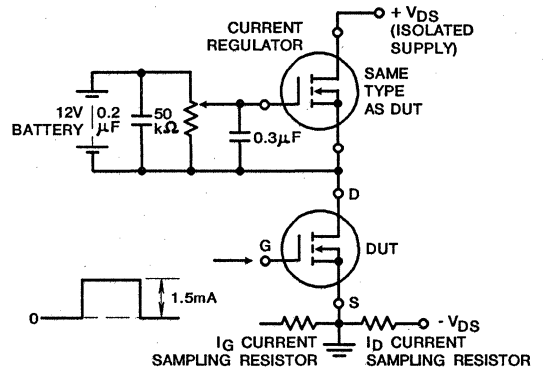 CURRENT
REGULATOR
+ VDS
(ISOLATED
SUPPLY)
SAME
TYPE
AS DUT
12V
BATTERY
0.2
μF
50
kΩ
0.3μF
D
G
DUT
1.5mA
0
S
- VDS
IG CURRENT
SAMPLING RESISTOR
ID CURRENT
SAMPLING RESISTOR